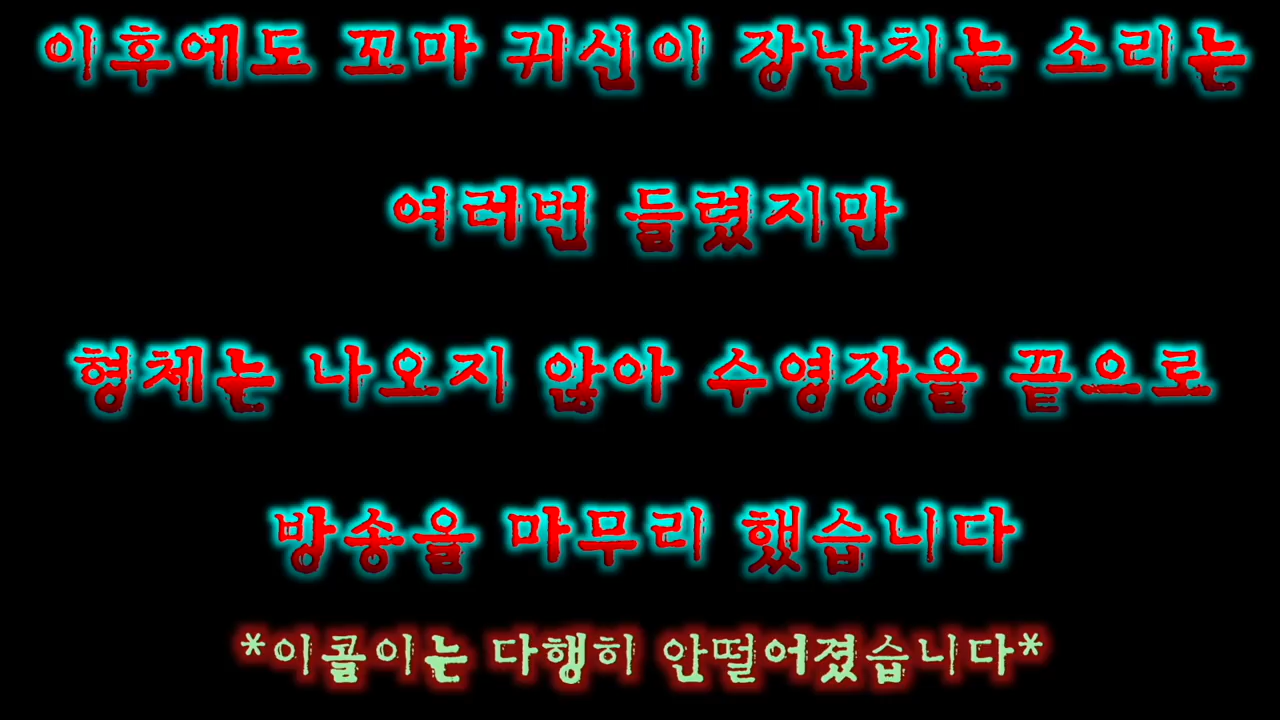 이후에도 꼬마 귀신이 장난치는 소리는
여러번 들렸지만
형체는 나오지 않아 수영장을 끝으로
방송을 마무리 했습니다
*이콜이는 다행히 안떨어졌습니다*